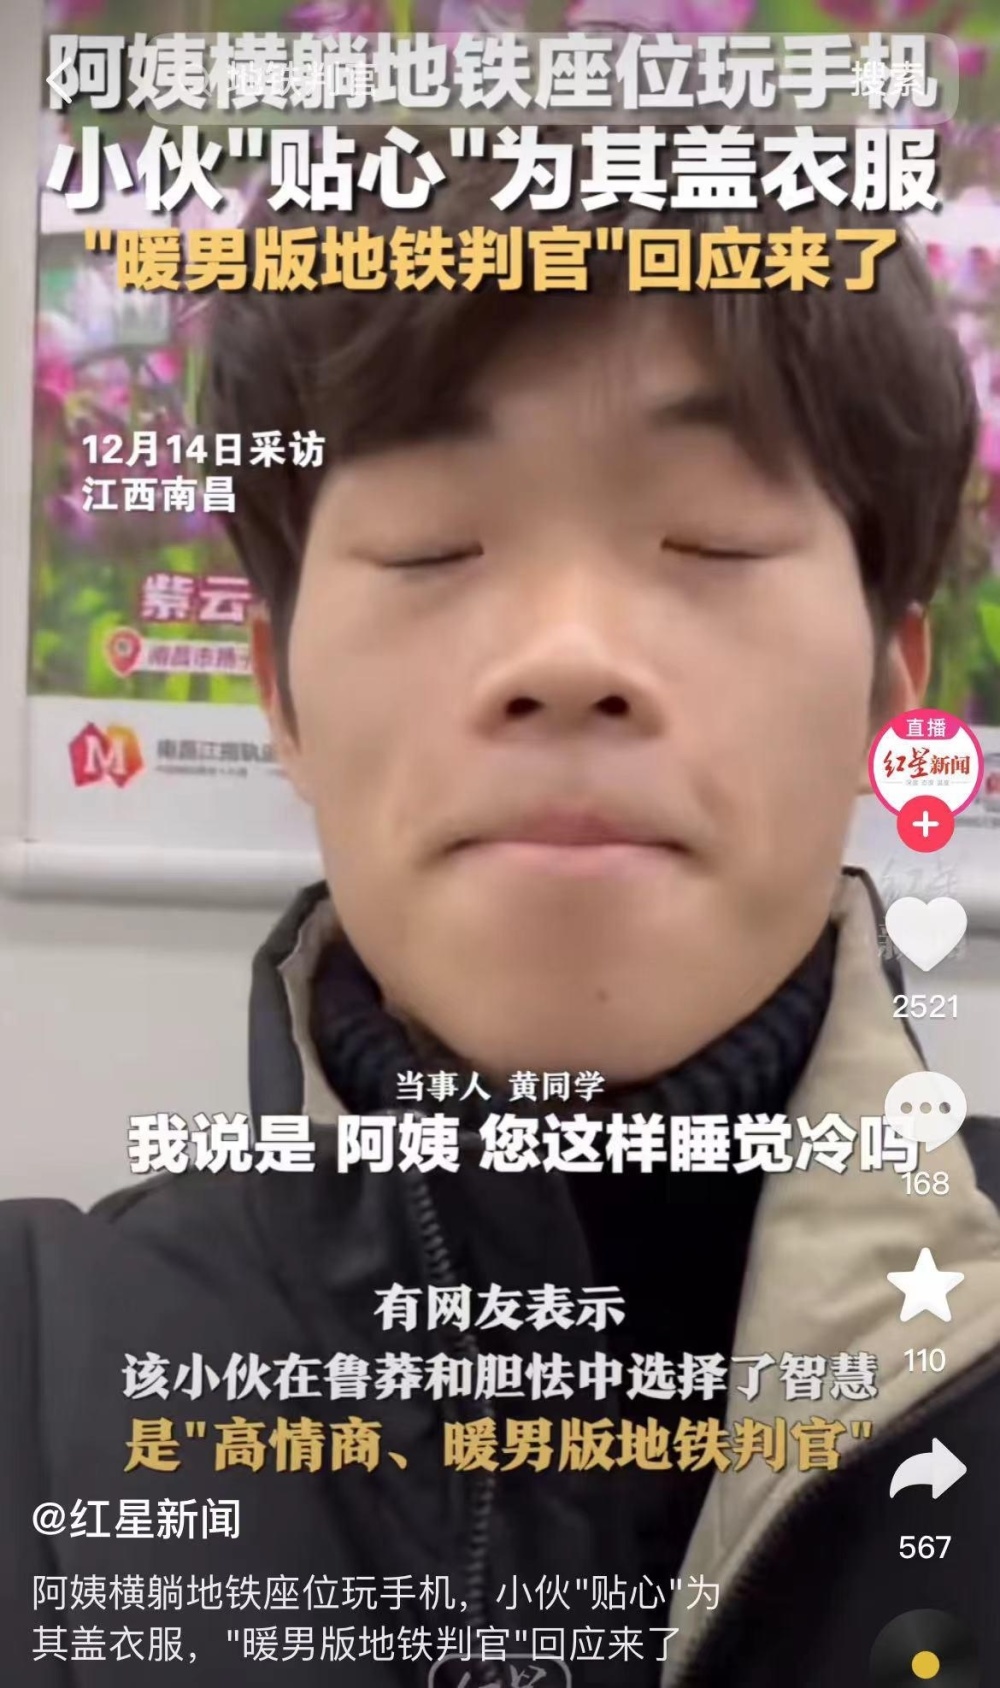 阿姨横躺地铁座位玩手机
地铁判官
搜索
小伙"贴心"为其盖衣服
"暖男版地铁判官"回应来了
12月14日采访
江西南昌
紫云
南昌市
M
直播
红星新闻
2521
当事人 黄同学
我说是 阿姨 您这样睡觉冷吗
168
有网友表示
该小伙在鲁莽和胆怯中选择了智慧
110
是"高情商、暖男版地铁判官"
@红星新闻
567
阿姨横躺地铁座位玩手机，小伙"贴心"为
其盖衣服，"暖男版地铁判官"回应来了